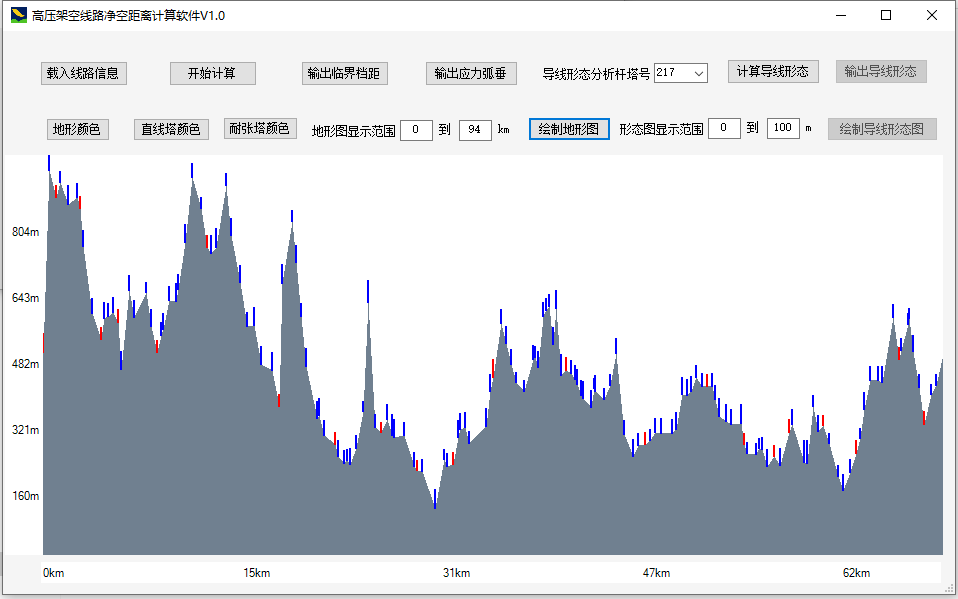 高压架空线路净空距离计算软件V1.0
载入线路信息 开始计算 输出临界档距 输出应力弧垂 导线形态分析杆塔号 217 计算导线形态 输出导线形态
地形颜色 直线塔颜色 耐张塔颜色 地形图显示范围 0 到 94 km 绘制地形图 形态图显示范围 0 到 100 m 绘制导线形态图
804m
643m
482m
321m
160m
0km 15km 31km 47km 62km